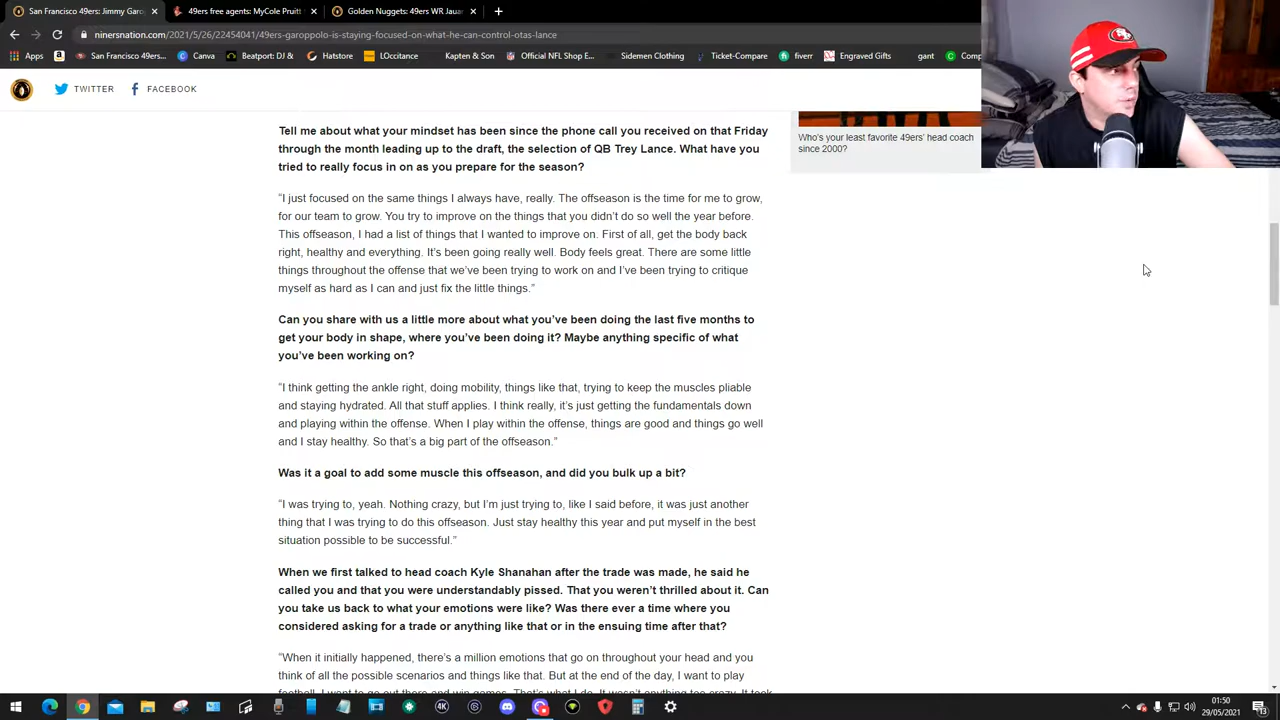 San Francisco 49ers: Jimmy Garo
49ers free agents: MyCole Pruitt
Golden Nuggets: 49ers WR Jauar
ninersnation.com/2021/5/26/22454041/49ers-garoppolo-is-staying-focused-on-what-he-can-control-otas-lance
Apps San Francisco 49ers... Canva Beatport: DJ & Hatstore LOccitance Kapten & Son Official NFL Shop E... Sidemen Clothing Ticket-Compare fiverr Engraved Gifts gant Comp
TWITTER FACEBOOK
Who's your least favorite 49ers' head coach
since 2000?
Tell me about what your mindset has been since the phone call you received on that Friday
through the month leading up to the draft, the selection of QB Trey Lance. What have you
tried to really focus in on as you prepare for the season?
“I just focused on the same things I always have, really. The offseason is the time for me to grow,
for our team to grow. You try to improve on the things that you didn’t do so well the year before.
This offseason, I had a list of things that I wanted to improve on. First of all, get the body back
right, healthy and everything. It’s been going really well. Body feels great. There are some little
things throughout the offense that we’ve been trying to work on and I’ve been trying to critique
myself as hard as I can and just fix the little things.”
Can you share with us a little more about what you’ve been doing the last five months to
get your body in shape, where you’ve been doing it? Maybe anything specific of what
you’ve been working on?
“I think getting the ankle right, doing mobility, things like that, trying to keep the muscles pliable
and staying hydrated. All that stuff applies. I think really, it’s just getting the fundamentals down
and playing within the offense. When I play within the offense, things are good and things go well
and I stay healthy. So that’s a big part of the offseason.”
Was it a goal to add some muscle this offseason, and did you bulk up a bit?
“I was trying to, yeah. Nothing crazy, but I’m just trying to, like I said before, it was just another
thing that I was trying to do this offseason. Just stay healthy this year and put myself in the best
situation possible to be successful.”
When we first talked to head coach Kyle Shanahan after the trade was made, he said he
called you and that you were understandably pissed. That you weren’t thrilled about it. Can
you take us back to what your emotions were like? Was there ever a time where you
considered asking for a trade or anything like that or in the ensuing time after that?
“When it initially happened, there’s a million emotions that go on throughout your head and you
think of all the possible scenarios and things like that. But at the end of the day, I want to play
football. I want to go out there and win games. That’s what I do. It wasn’t anything too crazy. It took
4K
01:50
29/05/2021
13